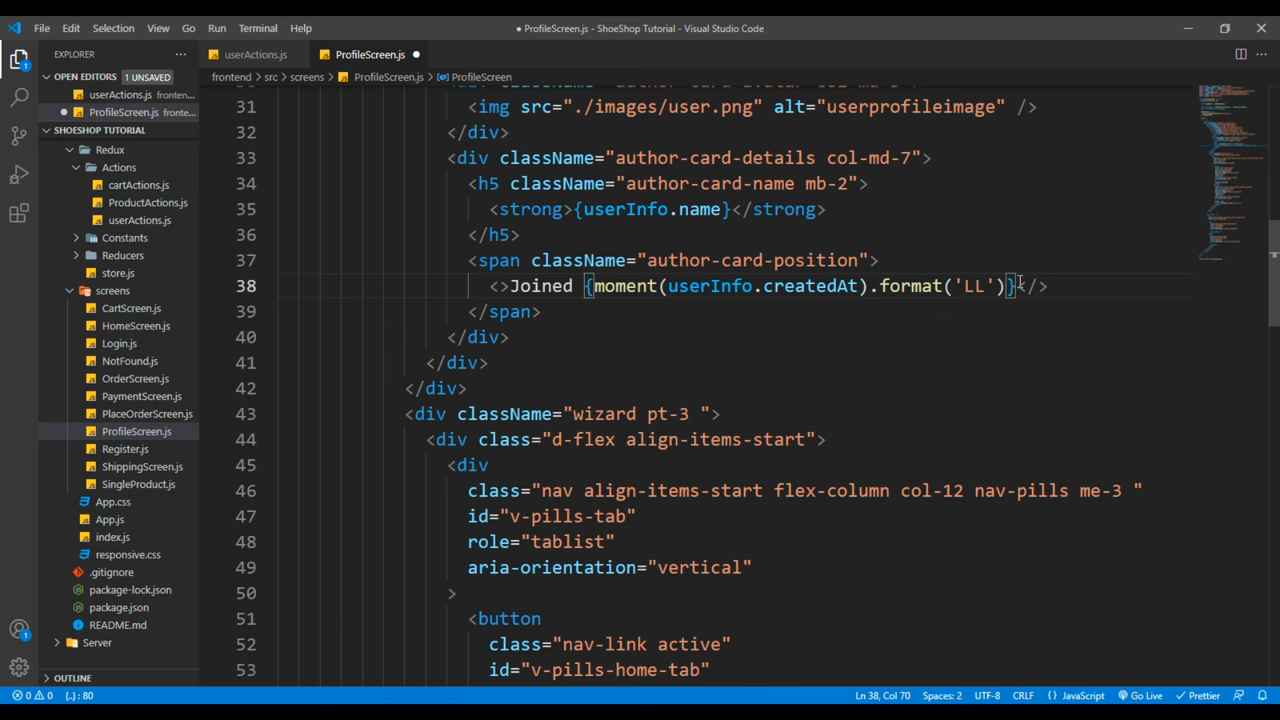 File Edit Selection View Go Run Terminal Help
● ProfileScreen.js - ShoeShop Tutorial - Visual Studio Code
EXPLORER ···
OPEN EDITORS 1 UNSAVED
userActions.js fronten...
● ProfileScreen.js fronte...
SHOESHOP TUTORIAL
Redux
Actions
cartActions.js
ProductActions.js
userActions.js
Constants
Reducers
store.js
screens
CartScreen.js
HomeScreen.js
Login.js
NotFound.js
OrderScreen.js
PaymentScreen.js
PlaceOrderScreen.js
ProfileScreen.js
Register.js
ShippingScreen.js
SingleProduct.js
App.css
App.js
index.js
responsive.css
.gitignore
package-lock.json
package.json
README.md
Server
OUTLINE
userActions.js
ProfileScreen.js ●
frontend > src > screens > ProfileScreen.js > ProfileScreen
31 <img src="./images/user.png" alt="userprofileimage" />
32 </div>
33 <div className="author-card-details col-md-7">
34 <h5 className="author-card-name mb-2">
35 <strong>{userInfo.name}</strong>
36 </h5>
37 <span className="author-card-position">
38 <>Joined {moment(userInfo.createdAt).format('LL')}</>
39 </span>
40 </div>
41 </div>
42 </div>
43 <div className="wizard pt-3 ">
44 <div class="d-flex align-items-start">
45 <div
46 class="nav align-items-start flex-column col-12 nav-pills me-3 "
47 id="v-pills-tab"
48 role="tablist"
49 aria-orientation="vertical"
50 >
51 <button
52 class="nav-link active"
53 id="v-pills-home-tab"
0 0 {..} : 80
Ln 38, Col 70 Spaces: 2 UTF-8 CRLF {} JavaScript Go Live Prettier